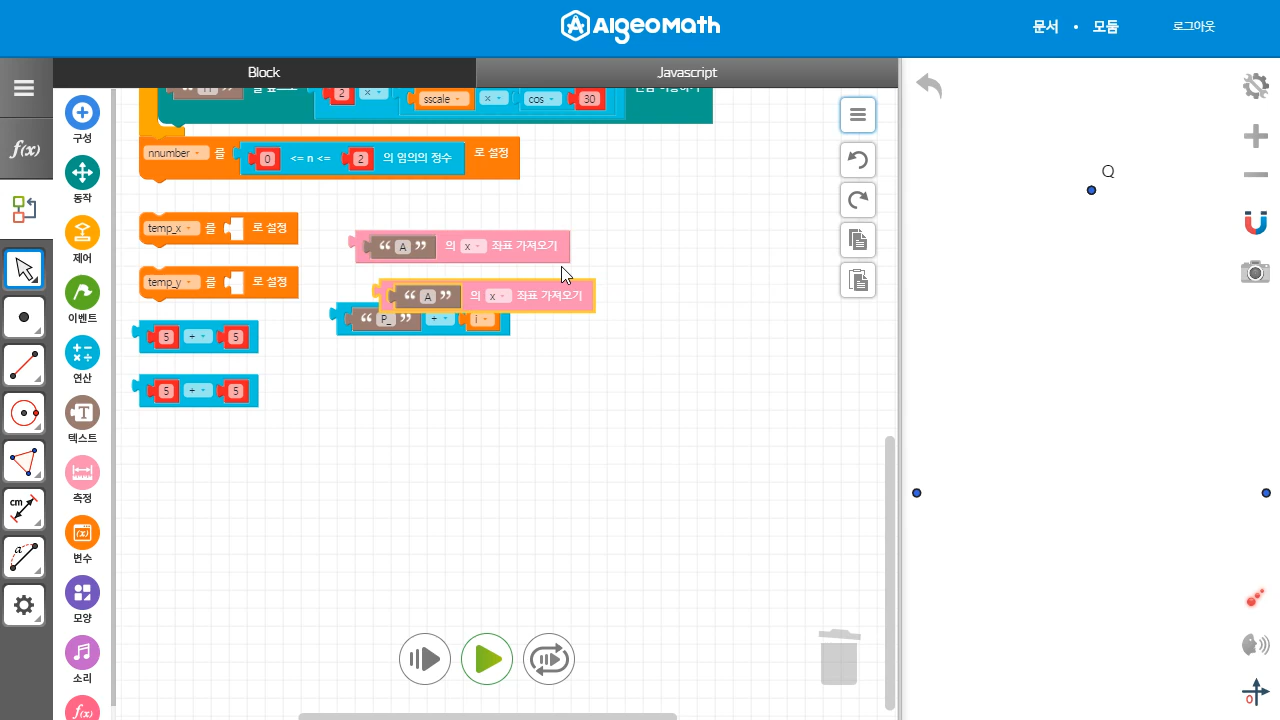 AlgeoMath
문서 • 모둠
로그아웃
Block
Javascript
2 x sscale x cos 30
nnumber 를 0 <= n <= 2 의 임의의 정수 로 설정
temp_x 를 로 설정
“ A ” 의 x 좌표 가져오기
temp_y 를 로 설정
“ A ” 의 x 좌표 가져오기
“ P_ ” + i
5 + 5
5 + 5
f(x)
cm
a
구성
동작
제어
이벤트
연산
T
텍스트
측정
(x)
변수
모양
소리
f(x)
Q
0